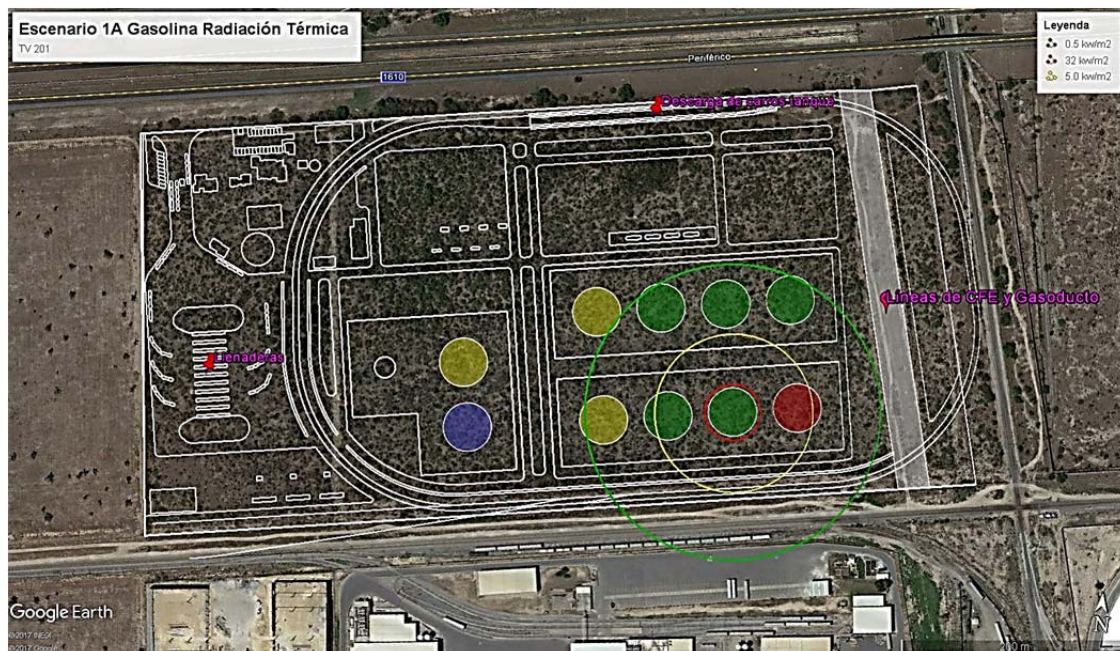 Escenario 1A Gasolina Radiación Térmica
TV 201
Leyenda
0.5 kw/m2
32 kw/m2
5.0 kw/m2
Periférico
1610
Descarga de carros tanque
Líneas de CFE y Gasoducto
Llenaderas
Google Earth
©2017 INEGI
©2017 Google
200 m
N